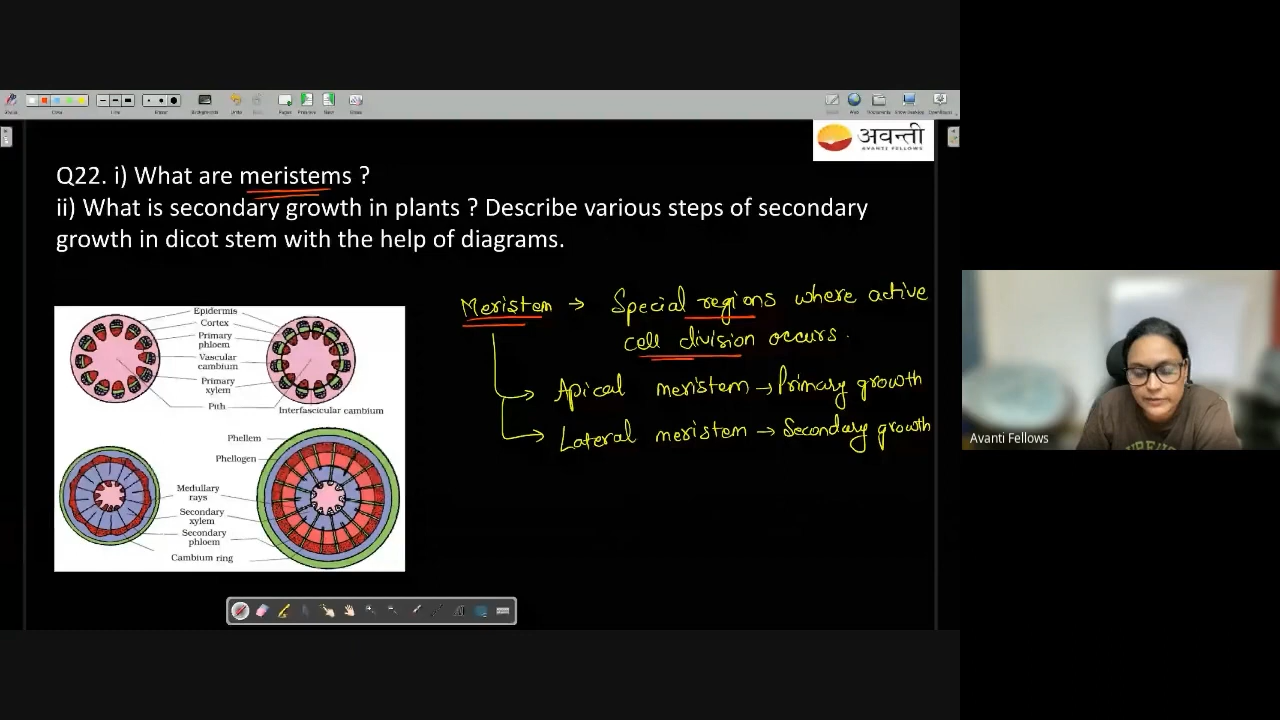 अवन्ती
AVANTI FELLOWS
Q22. i) What are meristems ?
ii) What is secondary growth in plants ? Describe various steps of secondary
growth in dicot stem with the help of diagrams.
Meristem → Special regions where active
cell division occurs.
Apical meristem → Primary growth
Lateral meristem → Secondary growth
Epidermis
Cortex
Primary
phloem
Vascular
cambium
Primary
xylem
Pith
Interfascicular cambium
Phellem
Phellogen
Medullary
rays
Secondary
xylem
Secondary
phloem
Cambium ring
Avanti Fellows